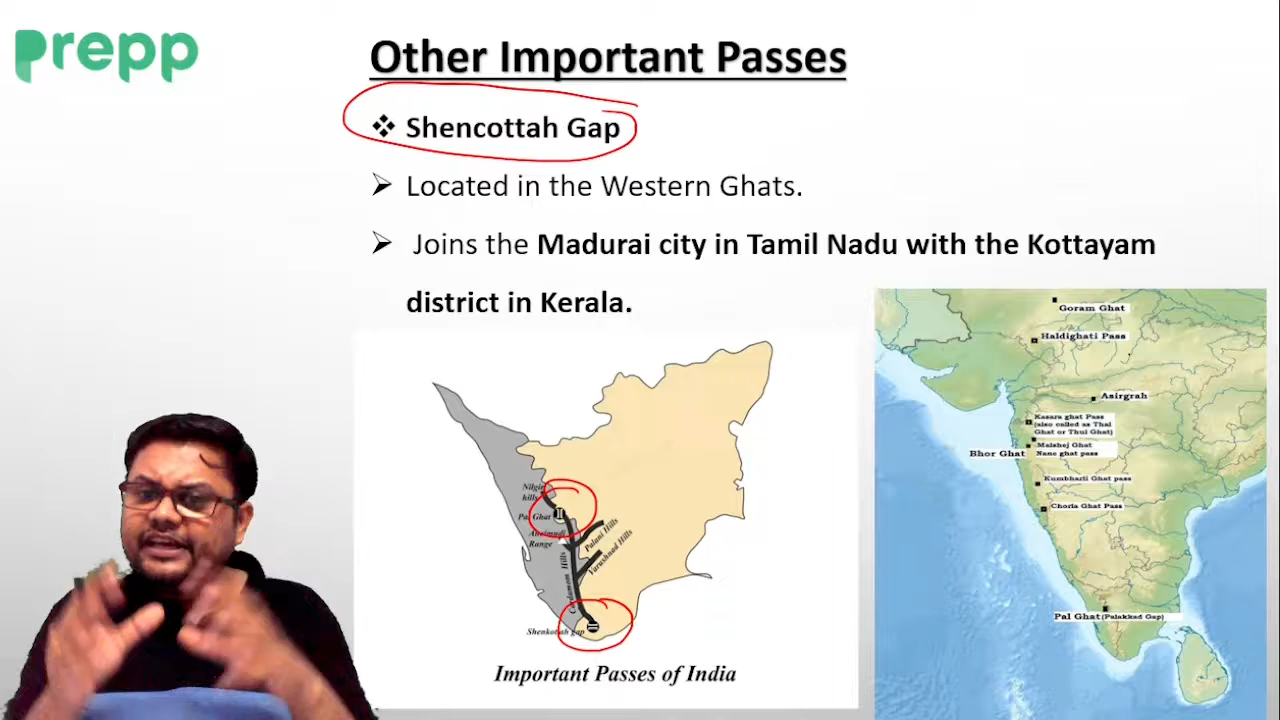 prepp
Other Important Passes
❖ Shencottah Gap
➢ Located in the Western Ghats.
➢ Joins the Madurai city in Tamil Nadu with the Kottayam
district in Kerala.
Nilgiri
hills
Pal Ghat
Anaimudi
Range
Palani Hills
Varushnad Hills
Cardamom Hills
Shenkottah gap
Important Passes of India
Goram Ghat
Haldighati Pass
Asirgrah
Kasara ghat Pass
(also called as Thal
Ghat or Thul Ghat)
Malshej Ghat
Bhor Ghat
Nane ghat pass
Kumbharli Ghat pass
Chorla Ghat Pass
Pal Ghat (Palakkad Gap)